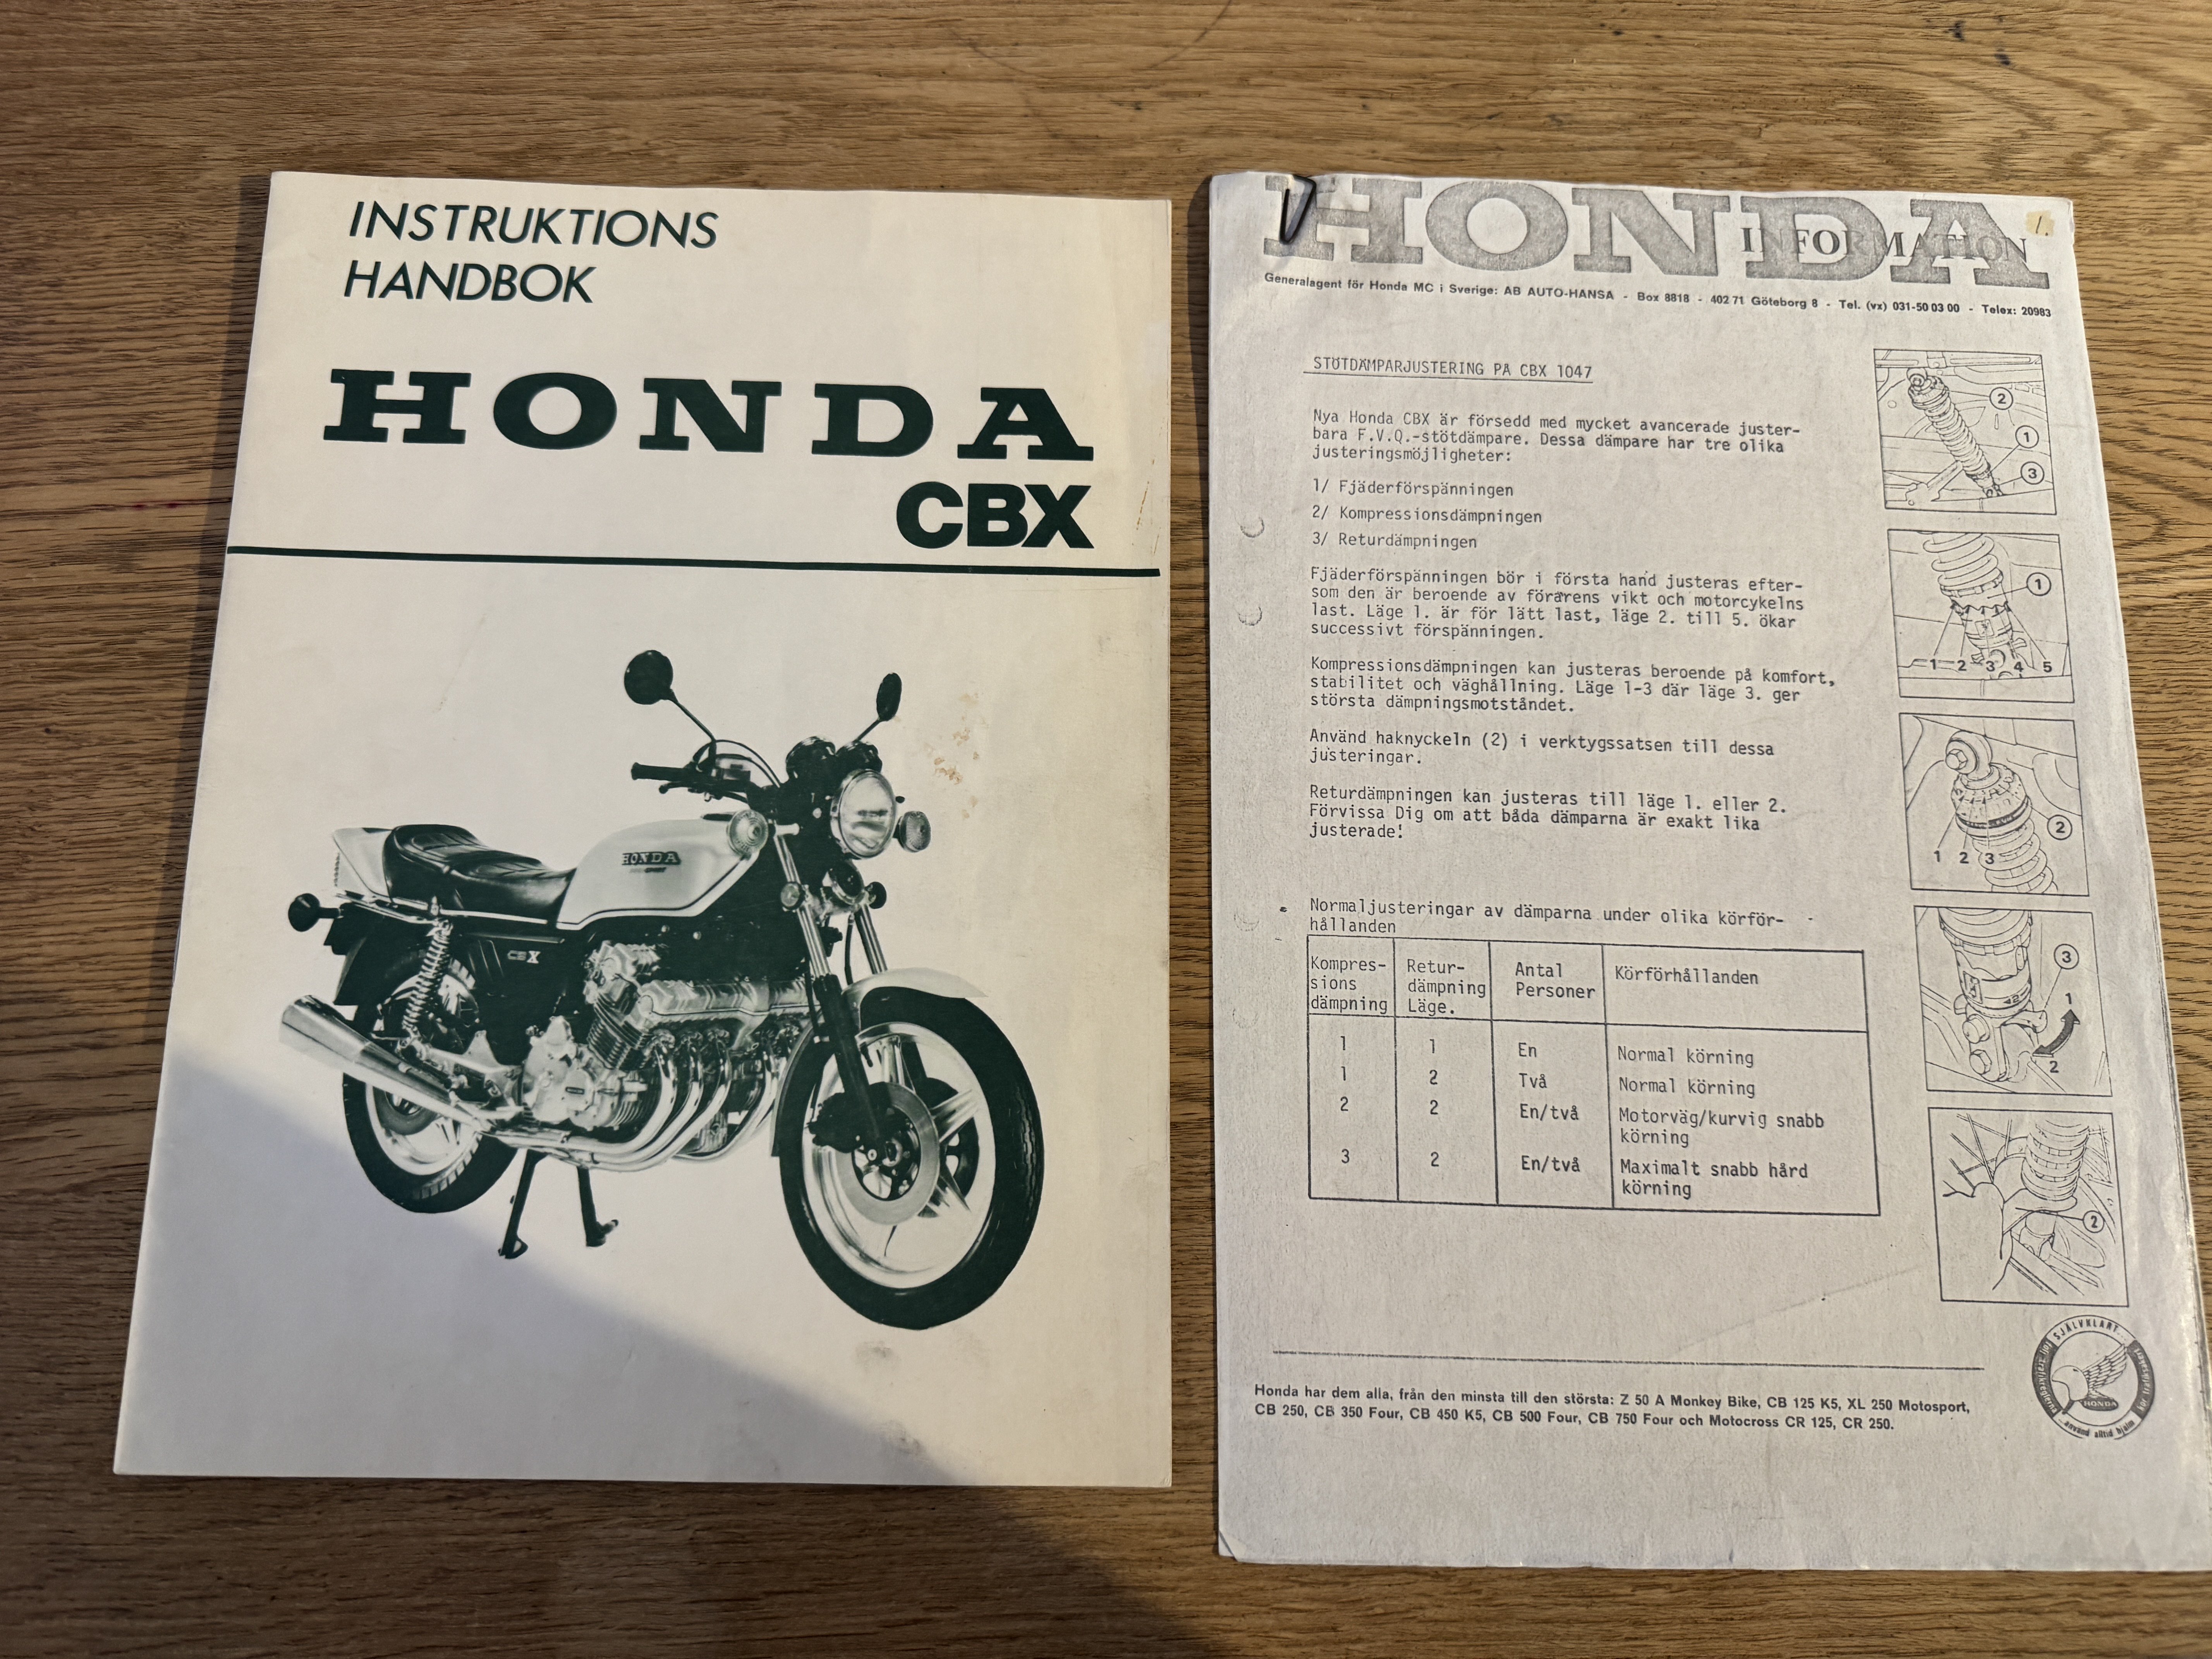 INSTRUKTIONS
HANDBOK
HONDA
CBX
HONDA
CBX
HONDA
INFORMATION
1.
Generalagent för Honda MC i Sverige: AB AUTO-HANSA - Box 8818 - 402 71 Göteborg 8 - Tel. (vx) 031-50 03 00 - Telex: 20983
STÖTDÄMPARJUSTERING PÅ CBX 1047
Nya Honda CBX är försedd med mycket avancerade juster-
bara F.V.Q.-stötdämpare. Dessa dämpare har tre olika
justeringsmöjligheter:
1/ Fjäderförspänningen
2/ Kompressionsdämpningen
3/ Returdämpningen
Fjäderförspänningen bör i första hand justeras efter-
som den är beroende av förarens vikt och motorcykelns
last. Läge 1. är för lätt last, läge 2. till 5. ökar
successivt förspänningen.
Kompressionsdämpningen kan justeras beroende på komfort,
stabilitet och väghållning. Läge 1-3 där läge 3. ger
största dämpningsmotståndet.
Använd haknyckeln (2) i verktygssatsen till dessa
justeringar.
Returdämpningen kan justeras till läge 1. eller 2.
Förvissa Dig om att båda dämparna är exakt lika
justerade!
Normaljusteringar av dämparna under olika körför-
hållanden
Kompres-
sions
dämpning
Retur-
dämpning
Läge.
Antal
Personer
Körförhållanden
1 1 En Normal körning
1 2 Två Normal körning
2 2 En/två Motorväg/kurvig snabb
körning
3 2 En/två Maximalt snabb hård
körning
2
1
3
1
1 2 3 4 5
2
1 2 3
3
1
2
2
2
Honda har dem alla, från den minsta till den största: Z 50 A Monkey Bike, CB 125 K5, XL 250 Motosport,
CB 250, CB 350 Four, CB 450 K5, CB 500 Four, CB 750 Four och Motocross CR 125, CR 250.
SJÄLVKLART...
HONDA
...använd alltid hjälm